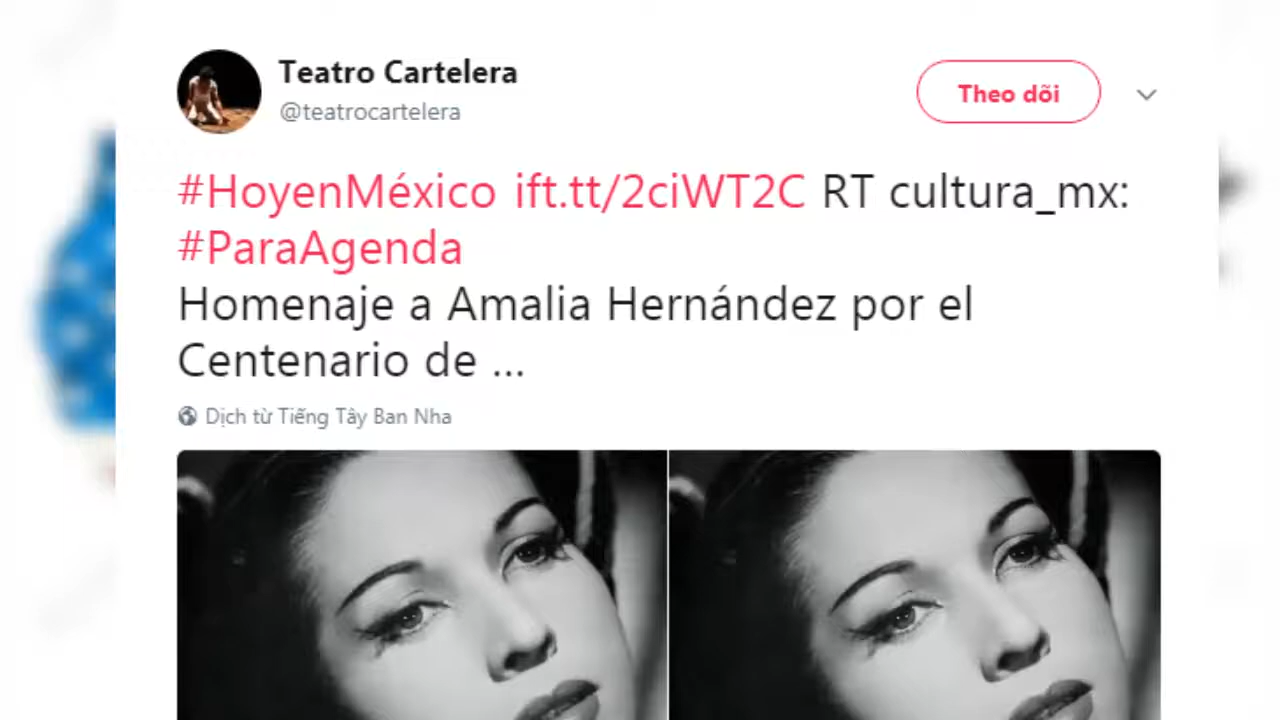 Teatro Cartelera
@teatrocartelera
Theo dõi
#HoyenMéxico ift.tt/2ciWT2C RT cultura_mx:
#ParaAgenda
Homenaje a Amalia Hernández por el
Centenario de ...
Dịch từ Tiếng Tây Ban Nha